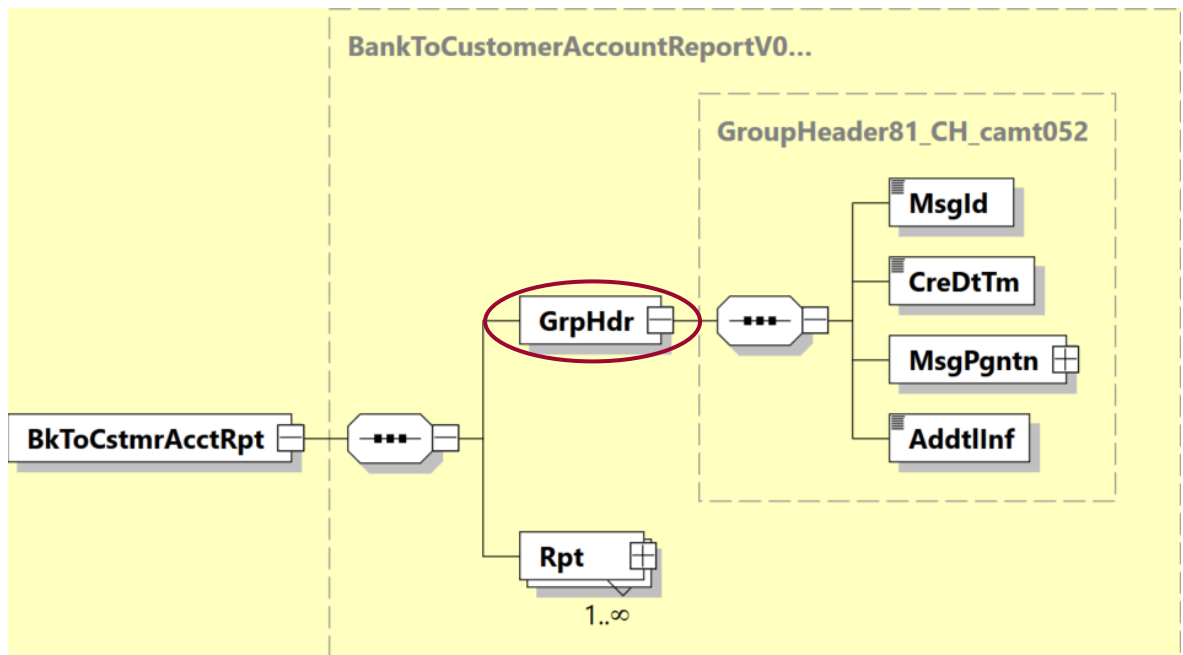 BankToCustomerAccountReportV0...
GroupHeader81_CH_camt052
MsgId
CreDtTm
GrpHdr
MsgPgntn
AddtlInf
BkToCstmrAcctRpt
Rpt
1..∞